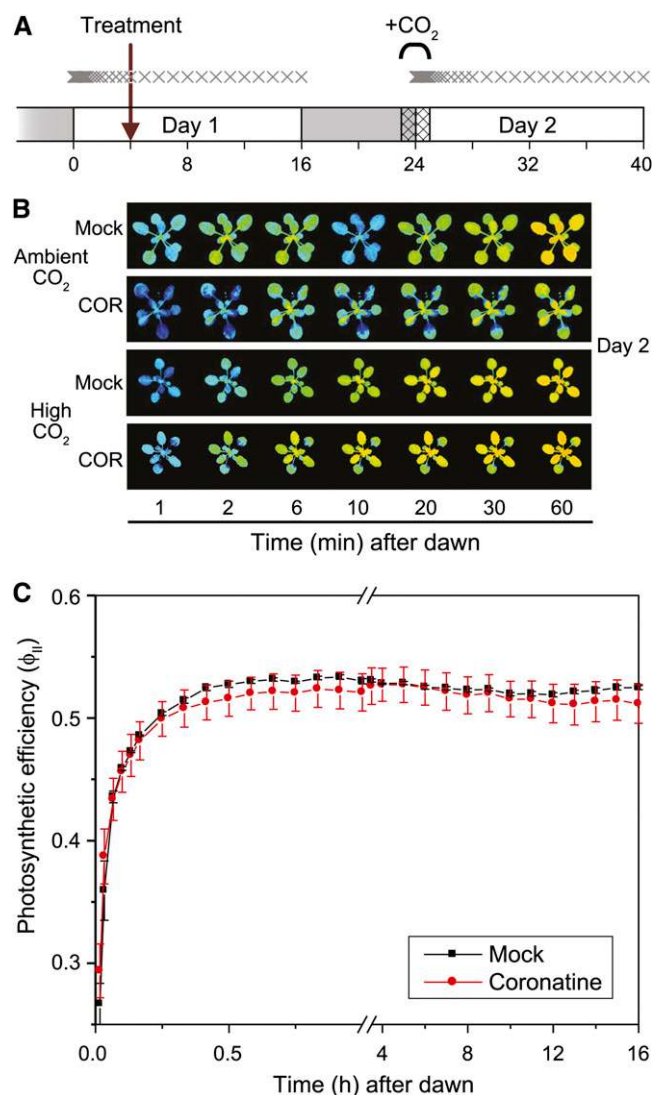 A
Treatment
+CO₂
Day 1
Day 2
0 8 16 24 32 40
B
Ambient CO₂
Mock
COR
High CO₂
Mock
COR
Day 2
1 2 6 10 20 30 60
Time (min) after dawn
C
Photosynthetic efficiency (ϕII)
0.6
0.5
0.4
0.3
Mock
Coronatine
0.0 0.5 4 8 12 16
Time (h) after dawn